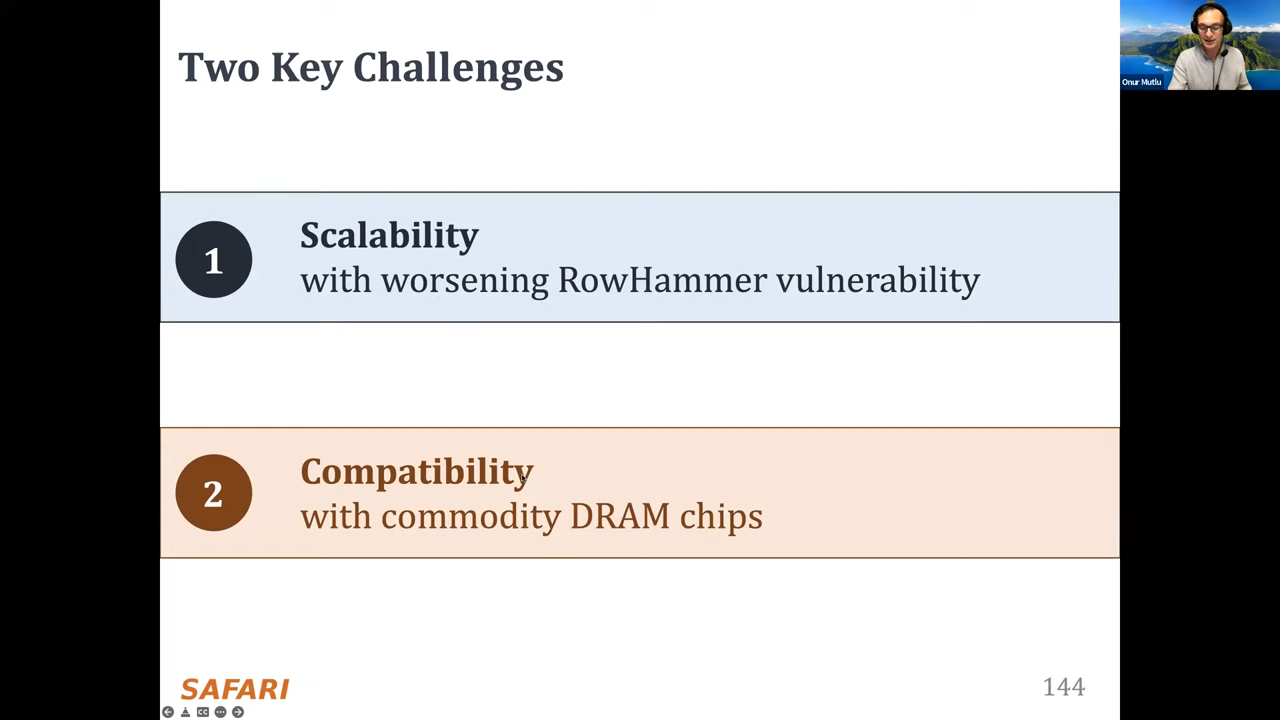 Two Key Challenges
Onur Mutlu
1
Scalability
with worsening RowHammer vulnerability
2
Compatibility
with commodity DRAM chips
SAFARI
144